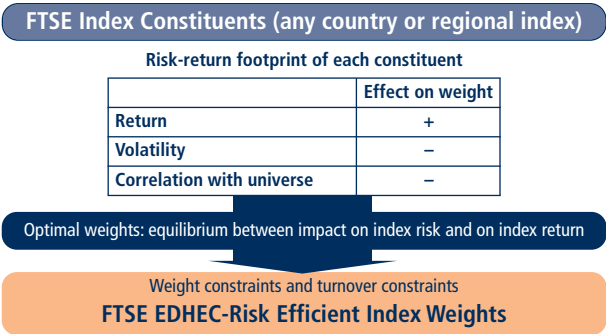 FTSE Index Constituents (any country or regional index)
Risk-return footprint of each constituent
Effect on weight
Return +
Volatility –
Correlation with universe –
Optimal weights: equilibrium between impact on index risk and on index return
Weight constraints and turnover constraints
FTSE EDHEC-Risk Efficient Index Weights